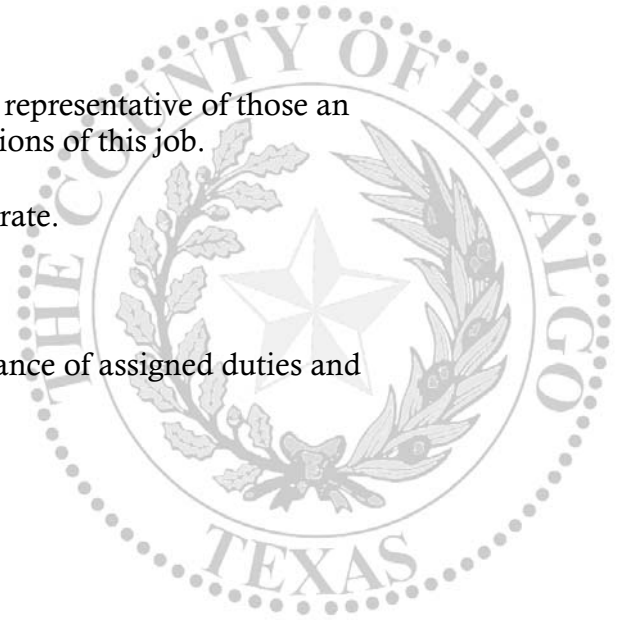 representative of those an
ions of this job.
rate.
ance of assigned duties and
THE COUNTY OF HIDALGO
TEXAS